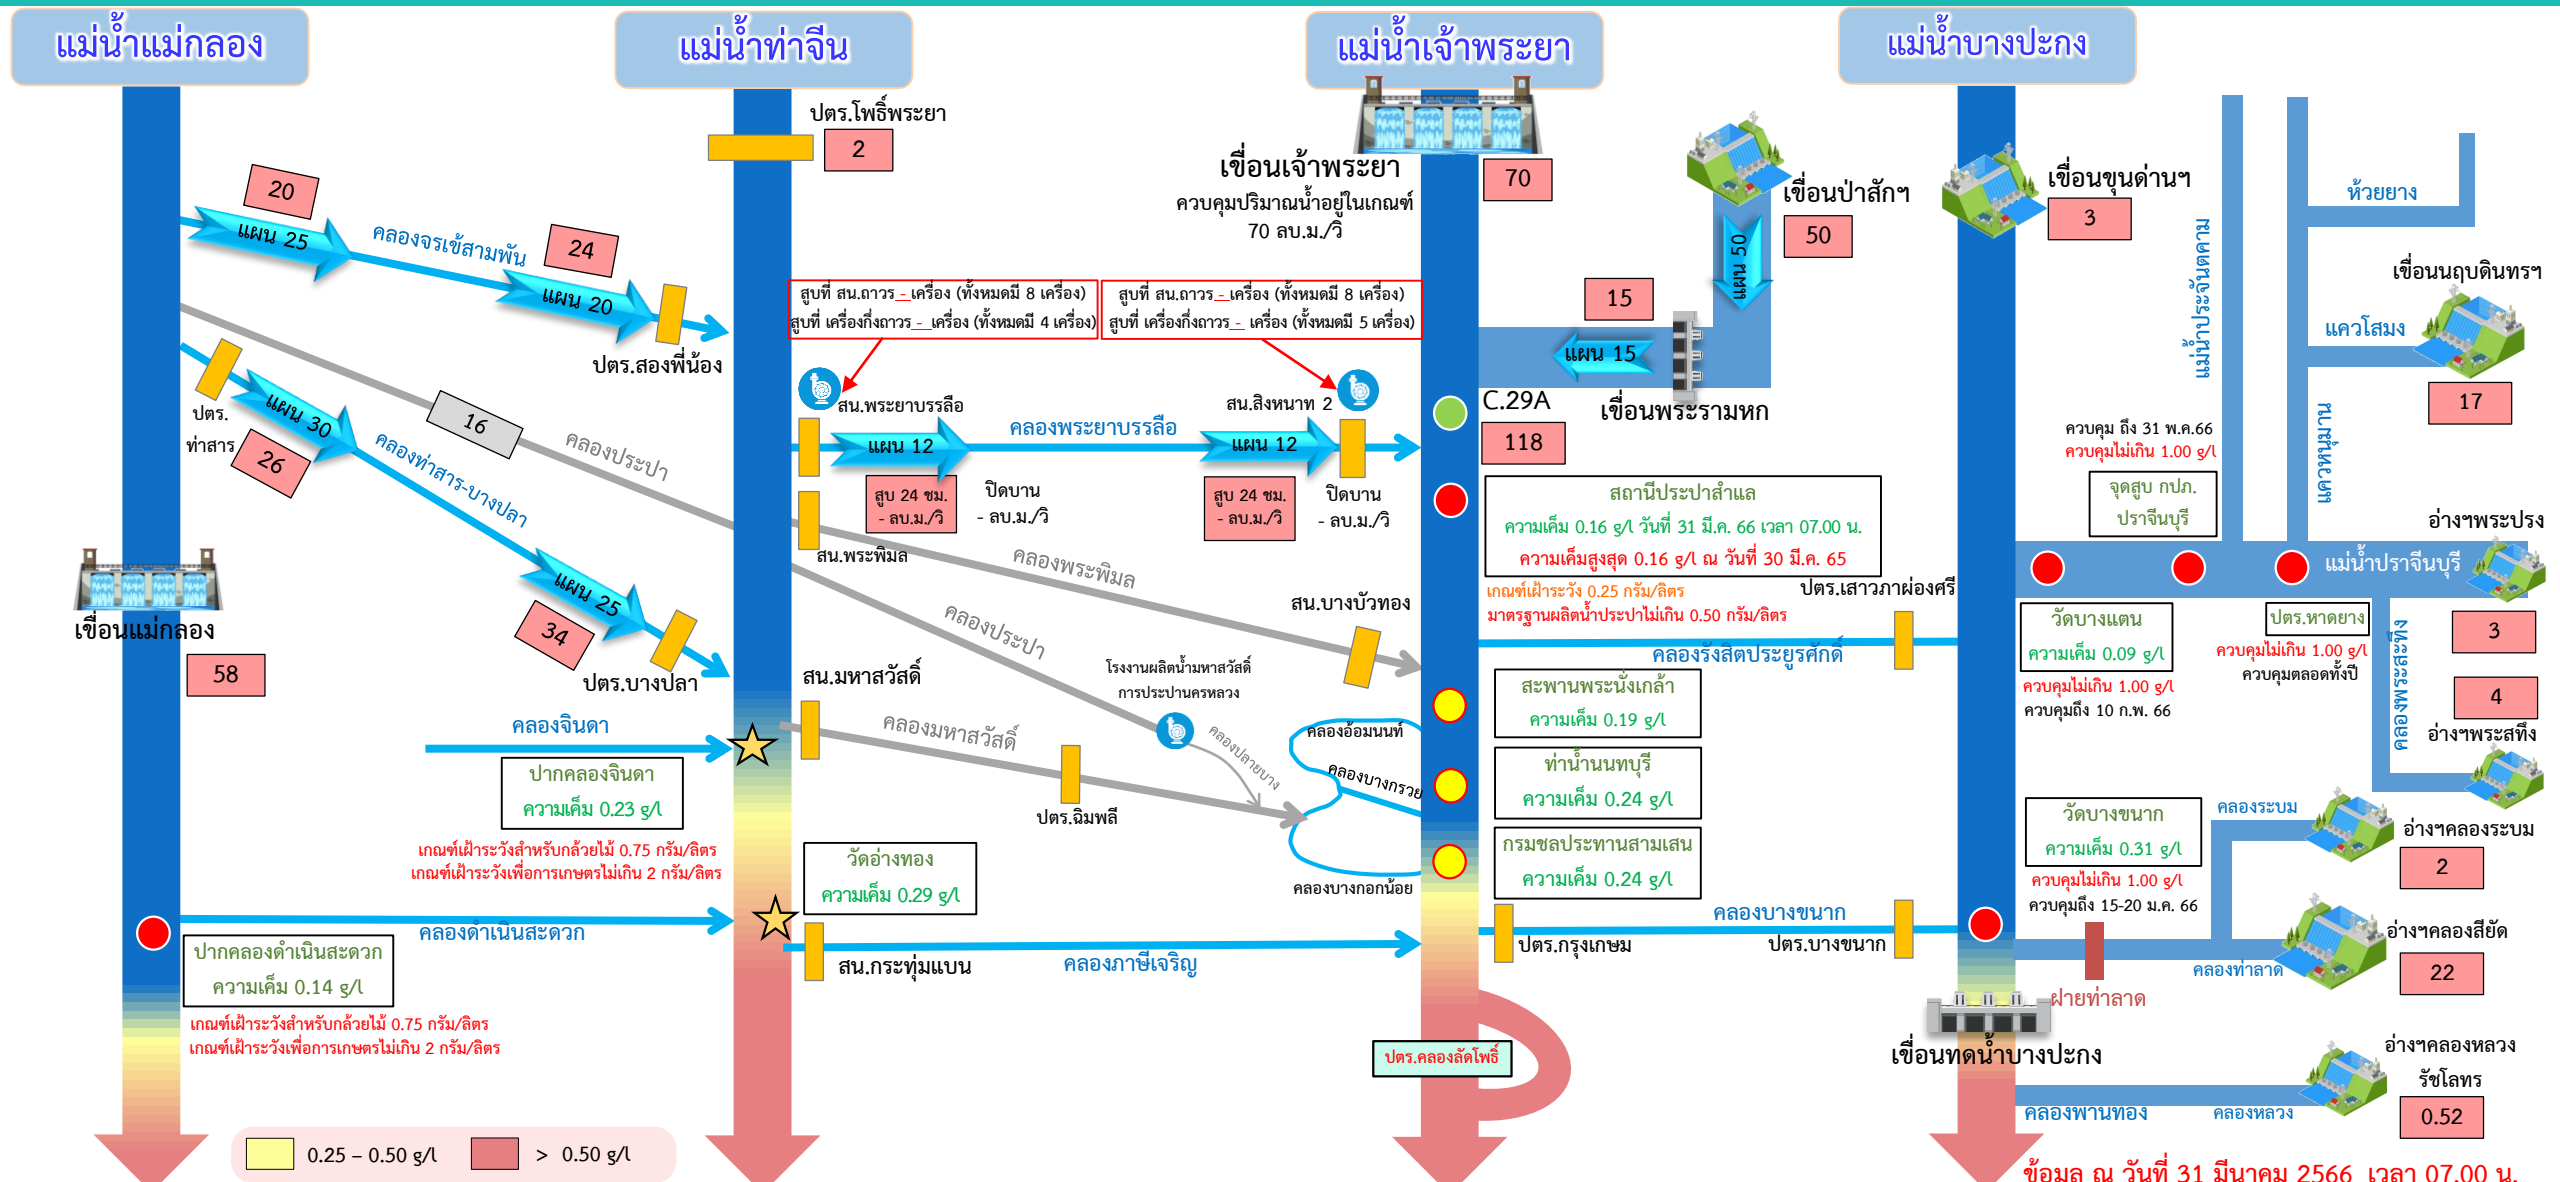 แม่น้ำแม่กลอง
แม่น้ำท่าจีน
แม่น้ำเจ้าพระยา
แม่น้ำบางปะกง
ปตร.โพธิ์พระยา
2
20
แผน 25
คลองจรเข้สามพัน
24
แผน 20
ปตร.สองพี่น้อง
ปตร.
ท่าสาร
แผน 30
26
คลองท่าสาร-บางปลา
16
คลองประปา
แผน 25
34
ปตร.บางปลา
เขื่อนแม่กลอง
58
คลองจินดา
ปากคลองจินดา
ความเค็ม 0.23 g/l
เกณฑ์เฝ้าระวังสำหรับกล้วยไม้ 0.75 กรัม/ลิตร
เกณฑ์เฝ้าระวังเพื่อการเกษตรไม่เกิน 2 กรัม/ลิตร
คลองดำเนินสะดวก
ปากคลองดำเนินสะดวก
ความเค็ม 0.14 g/l
เกณฑ์เฝ้าระวังสำหรับกล้วยไม้ 0.75 กรัม/ลิตร
เกณฑ์เฝ้าระวังเพื่อการเกษตรไม่เกิน 2 กรัม/ลิตร
0.25 – 0.50 g/l
> 0.50 g/l
เขื่อนเจ้าพระยา
ควบคุมปริมาณน้ำอยู่ในเกณฑ์
70 ลบ.ม./วิ
70
สูบที่ สน.ถาวร - เครื่อง (ทั้งหมดมี 8 เครื่อง)
สูบที่ เครื่องกึ่งถาวร - เครื่อง (ทั้งหมดมี 4 เครื่อง)
สูบที่ สน.ถาวร - เครื่อง (ทั้งหมดมี 8 เครื่อง)
สูบที่ เครื่องกึ่งถาวร - เครื่อง (ทั้งหมดมี 5 เครื่อง)
สน.พระยาบรรลือ
แผน 12
คลองพระยาบรรลือ
สน.สิงหนาท 2
แผน 12
สูบ 24 ชม.
- ลบ.ม./วิ
ปิดบาน
- ลบ.ม./วิ
สูบ 24 ชม.
- ลบ.ม./วิ
ปิดบาน
- ลบ.ม./วิ
สน.พระพิมล
คลองพระพิมล
สน.บางบัวทอง
คลองประปา
โรงงานผลิตน้ำมหาสวัสดิ์
การประปานครหลวง
สน.มหาสวัสดิ์
คลองมหาสวัสดิ์
ปตร.ฉิมพลี
คลองปลายบาง
คลองอ้อมนนท์
คลองบางกรวย
คลองบางกอกน้อย
วัดอ่างทอง
ความเค็ม 0.29 g/l
สน.กระทุ่มแบน
คลองภาษีเจริญ
เขื่อนป่าสักฯ
50
แผน 50
15
แผน 15
เขื่อนพระรามหก
C.29A
118
สถานีประปาสำแล
ความเค็ม 0.16 g/l วันที่ 31 มี.ค. 66 เวลา 07.00 น.
ความเค็มสูงสุด 0.16 g/l ณ วันที่ 30 มี.ค. 65
เกณฑ์เฝ้าระวัง 0.25 กรัม/ลิตร
มาตรฐานผลิตน้ำประปาไม่เกิน 0.50 กรัม/ลิตร
ปตร.เสาวภาผ่องศรี
คลองรังสิตประยูรศักดิ์
สะพานพระนั่งเกล้า
ความเค็ม 0.19 g/l
ท่าน้ำนนทบุรี
ความเค็ม 0.24 g/l
กรมชลประทานสามเสน
ความเค็ม 0.24 g/l
ปตร.กรุงเกษม
คลองบางขนาก
ปตร.บางขนาก
ปตร.คลองลัดโพธิ์
เขื่อนขุนด่านฯ
3
แม่น้ำประจันตคาม
ห้วยยาง
เขื่อนนฤบดินทรฯ
แควโสมง
17
แควหนุมาน
ควบคุม ถึง 31 พ.ค.66
ควบคุมไม่เกิน 1.00 g/l
จุดสูบ กปภ.
ปราจีนบุรี
อ่างฯพระปรง
แม่น้ำปราจีนบุรี
3
วัดบางแตน
ความเค็ม 0.09 g/l
ควบคุมไม่เกิน 1.00 g/l
ควบคุมถึง 10 ก.พ. 66
ปตร.หาดยาง
ควบคุมไม่เกิน 1.00 g/l
ควบคุมตลอดทั้งปี
คลองพระสะทึง
4
อ่างฯพระสทึง
วัดบางขนาก
ความเค็ม 0.31 g/l
ควบคุมไม่เกิน 1.00 g/l
ควบคุมถึง 15-20 ม.ค. 66
คลองระบม
อ่างฯคลองระบม
2
อ่างฯคลองสียัด
22
คลองท่าลาด
ฝายท่าลาด
เขื่อนทดน้ำบางปะกง
อ่างฯคลองหลวง
รัชโลทร
0.52
คลองพานทอง
คลองหลวง
ข้อมูล ณ วันที่ 31 มีนาคม 2566 เวลา 07.00 น.